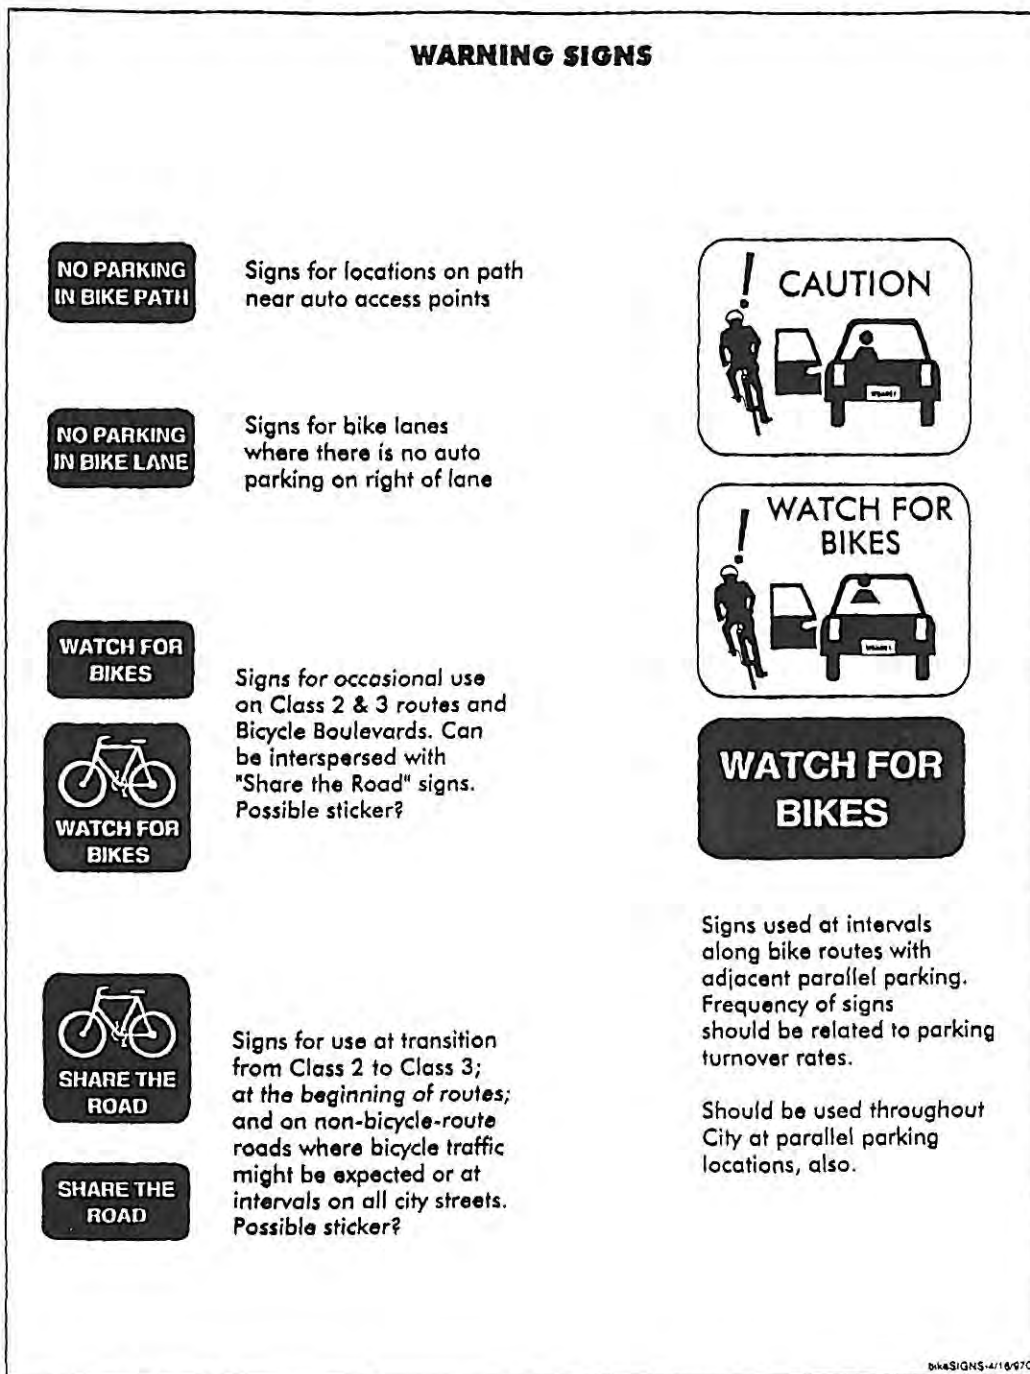 WARNING SIGNS
NO PARKING
IN BIKE PATH
Signs for locations on path
near auto access points
NO PARKING
IN BIKE LANE
Signs for bike lanes
where there is no auto
parking on right of lane
WATCH FOR
BIKES
WATCH FOR
BIKES
Signs for occasional use
on Class 2 & 3 routes and
Bicycle Boulevards. Can
be interspersed with
"Share the Road" signs.
Possible sticker?
SHARE THE
ROAD
SHARE THE
ROAD
Signs for use at transition
from Class 2 to Class 3;
at the beginning of routes;
and on non-bicycle-route
roads where bicycle traffic
might be expected or at
intervals on all city streets.
Possible sticker?
!
CAUTION
!
WATCH FOR
BIKES
WATCH FOR
BIKES
Signs used at intervals
along bike routes with
adjacent parallel parking.
Frequency of signs
should be related to parking
turnover rates.
Should be used throughout
City at parallel parking
locations, also.